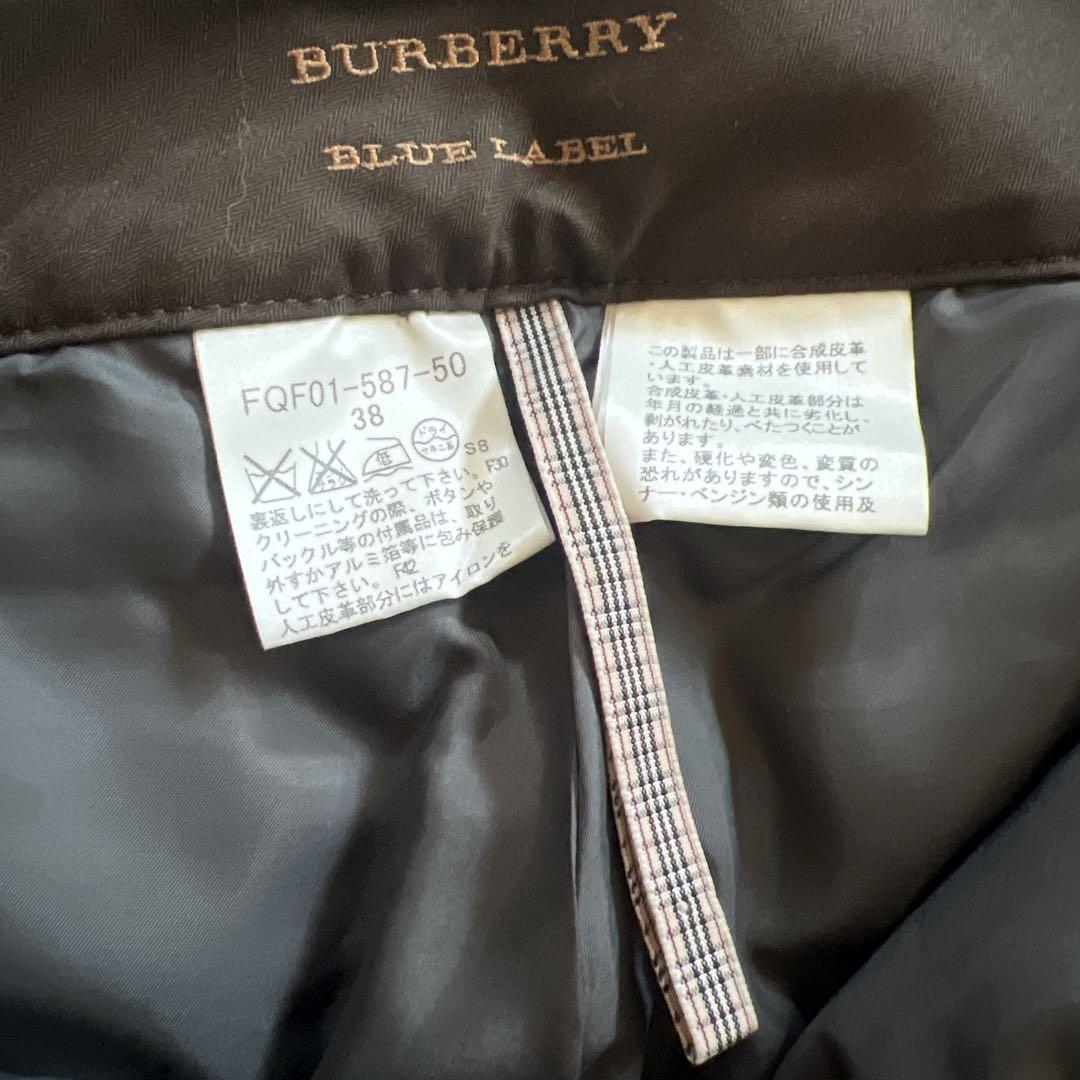 BURBERRY
BLUE LABEL
FQF01-587-50
38
低
ドライ
セキユ系
S8
裏返しにして洗って下さい。F30
クリーニングの際、ボタンや
バックル等の付属品は、取り
外すかアルミ箔等に包み保護
して下さい。 F42
人工皮革部分にはアイロンを
この製品は一部に合成皮革
・人工皮革素材を使用して
います。
合成皮革・人工皮革部分は
年月の経過と共に劣化し、
剥がれたり、べたつくことが
あります。
また、硬化や変色、変質の
恐れがありますので、シン
ナー・ベンジン類の使用及